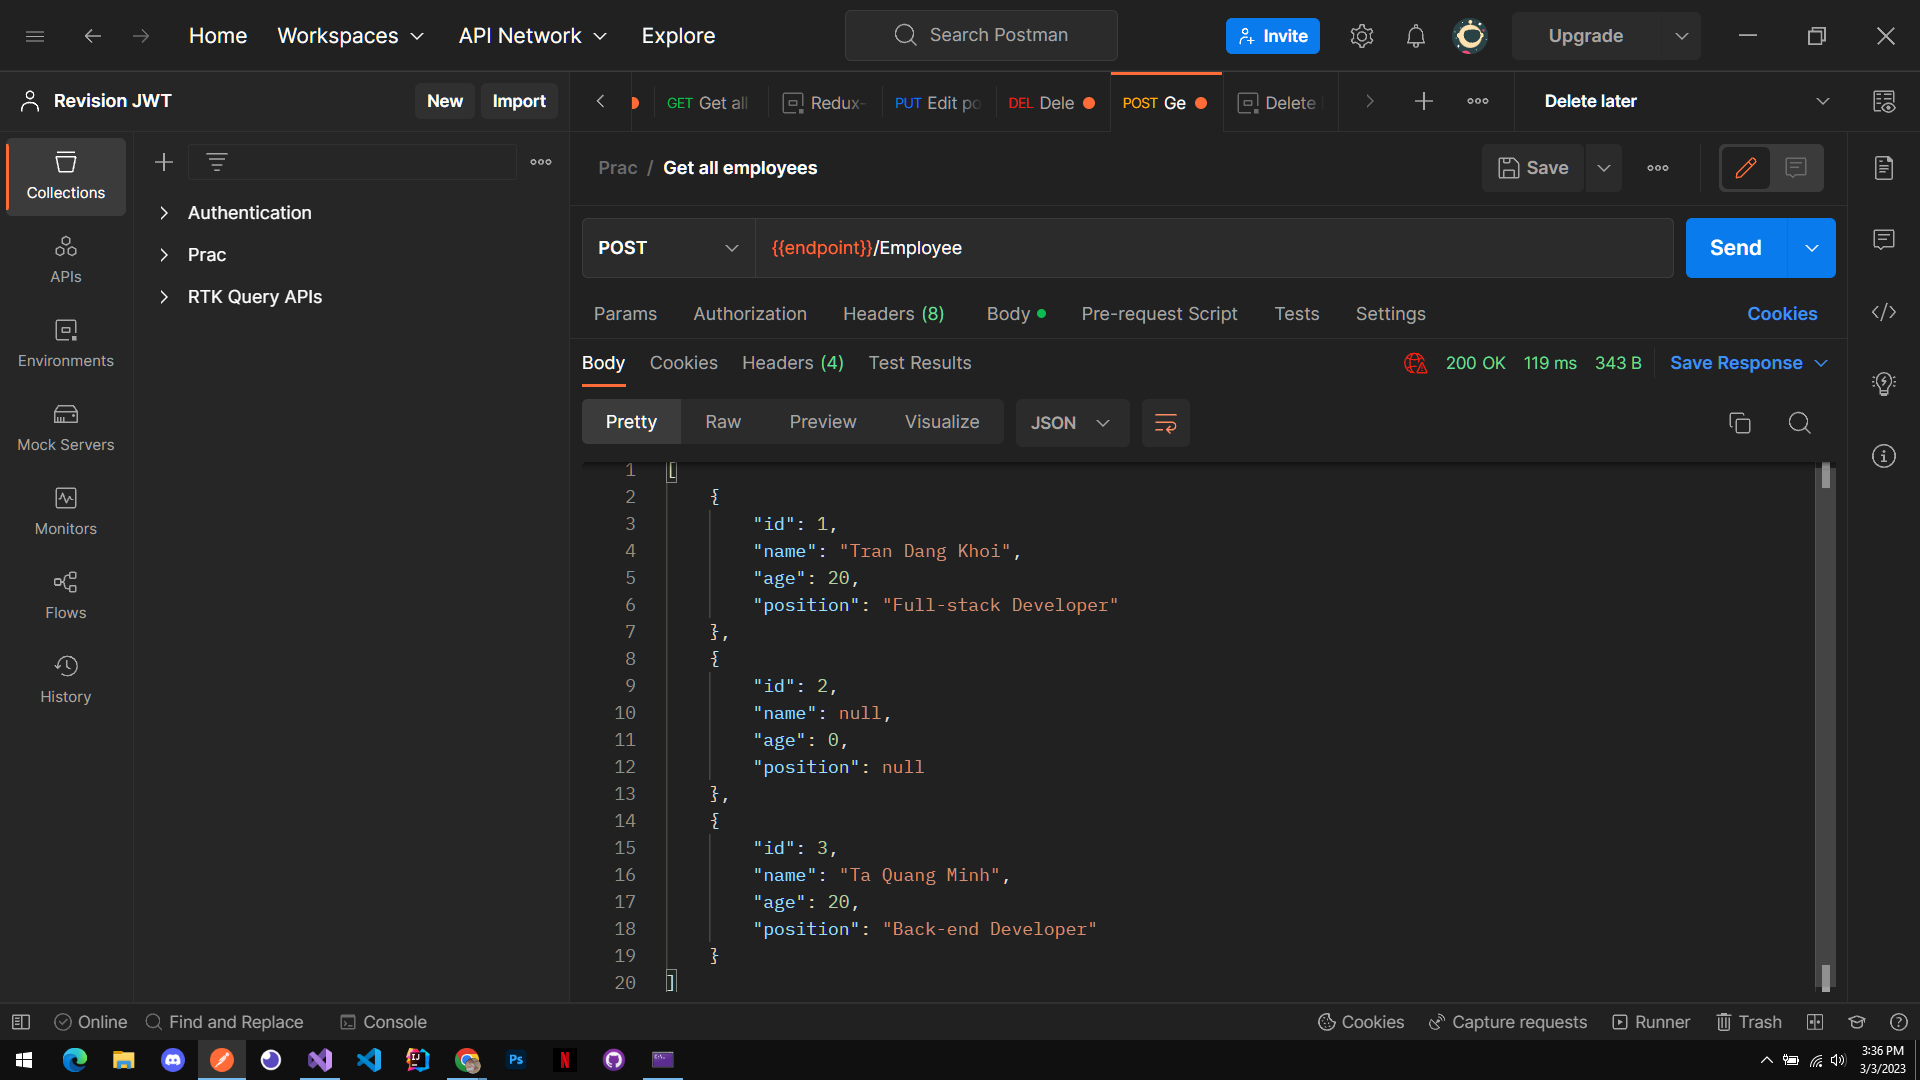 Home Workspaces API Network Explore Search Postman Invite Upgrade
Revision JWT New Import GET Get all Redux- PUT Edit po DEL Dele POST Ge Delete Delete later
Prac / Get all employees Save
Collections
APIs
Environments
Mock Servers
Monitors
Flows
History
Authentication
Prac
RTK Query APIs
POST {{endpoint}}/Employee Send
Params Authorization Headers (8) Body Pre-request Script Tests Settings Cookies
Body Cookies Headers (4) Test Results 200 OK 119 ms 343 B Save Response
Pretty Raw Preview Visualize JSON
1 [
2 {
3 "id": 1,
4 "name": "Tran Dang Khoi",
5 "age": 20,
6 "position": "Full-stack Developer"
7 },
8 {
9 "id": 2,
10 "name": null,
11 "age": 0,
12 "position": null
13 },
14 {
15 "id": 3,
16 "name": "Ta Quang Minh",
17 "age": 20,
18 "position": "Back-end Developer"
19 }
20 ]
Online Find and Replace Console Cookies Capture requests Runner Trash
Ps N 3:36 PM
3/3/2023